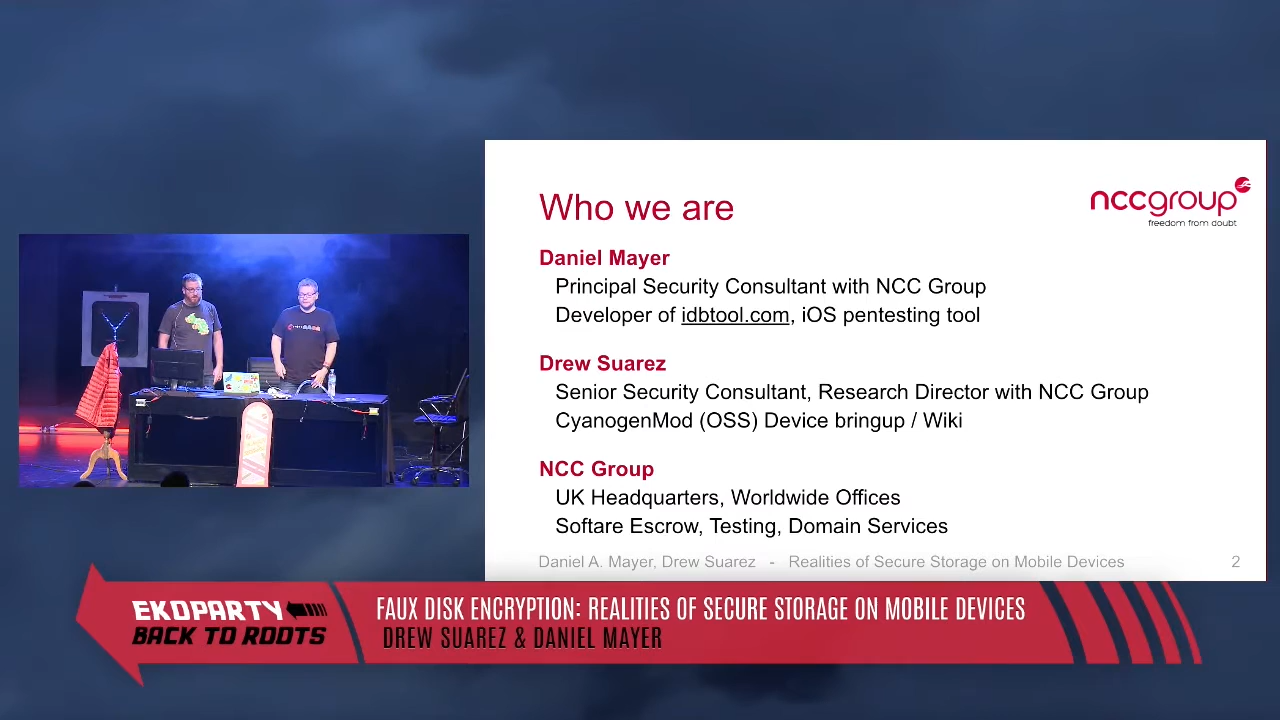 Who we are
nccgroup
freedom from doubt
Daniel Mayer
Principal Security Consultant with NCC Group
Developer of idbtool.com, iOS pentesting tool
Drew Suarez
Senior Security Consultant, Research Director with NCC Group
CyanogenMod (OSS) Device bringup / Wiki
NCC Group
UK Headquarters, Worldwide Offices
Softare Escrow, Testing, Domain Services
Daniel A. Mayer, Drew Suarez - Realities of Secure Storage on Mobile Devices 2
EKOPARTY
BACK TO ROOTS
FAUX DISK ENCRYPTION: REALITIES OF SECURE STORAGE ON MOBILE DEVICES
DREW SUAREZ & DANIEL MAYER